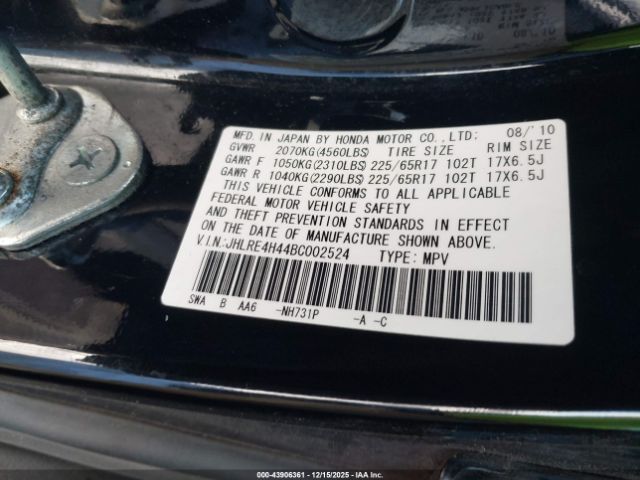 08/'10
MFD. IN JAPAN BY HONDA MOTOR CO., LTD: 08/'10
GVWR 2070KG(4560LBS) TIRE SIZE RIM SIZE
GAWR F 1050KG(2310LBS) 225/65R17 102T 17X6.5J
GAWR R 1040KG(2290LBS) 225/65R17 102T 17X6.5J
THIS VEHICLE CONFORMS TO ALL APPLICABLE
FEDERAL MOTOR VEHICLE SAFETY
AND THEFT PREVENTION STANDARDS IN EFFECT
ON THE DATE OF MANUFACTURE SHOWN ABOVE.
V.I.N.:JHLRE4H44BC002524 TYPE: MPV
SWA B AA6 -NH731P -A -C
000-43906361 - 12/15/2025 - COPYRIGHT IAA